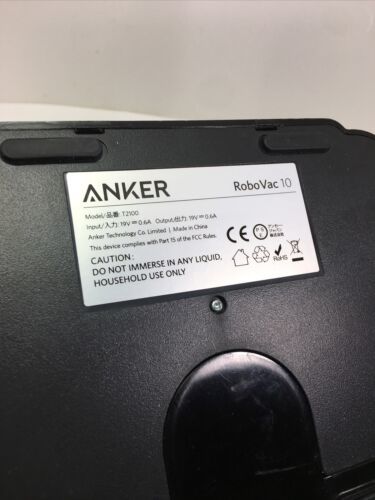 ANKER
RoboVac 10
Model/品番: T2100
Input/入力: 19V⎓0.6A Output/出力: 19V⎓0.6A
Anker Technology Co. Limited | Made in China
This device complies with Part 15 of the FCC Rules.
CAUTION:
DO NOT IMMERSE IN ANY LIQUID,
HOUSEHOLD USE ONLY
CE
PS
E
RoHS